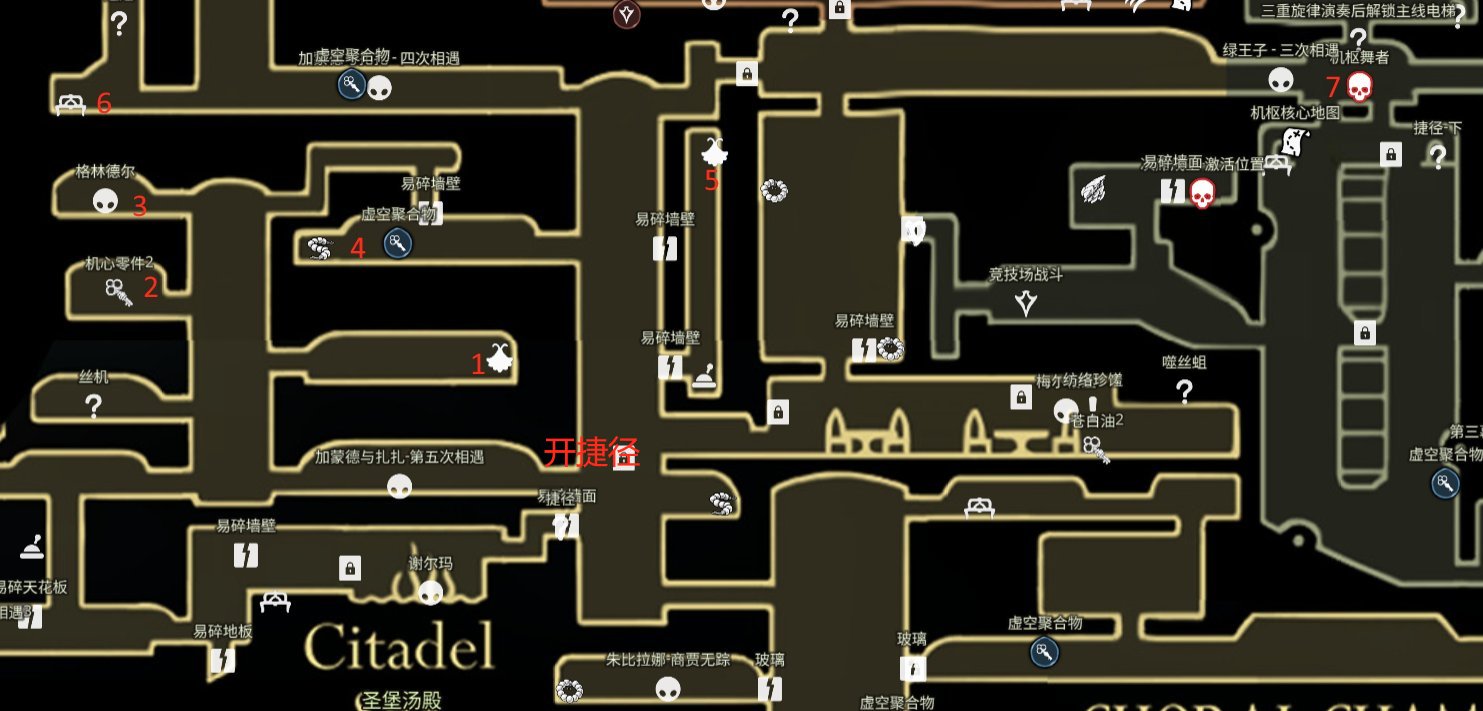 三重旋律演奏后解锁主线电梯
绿王子 - 三次相遇
机枢舞者
加
虚空聚合物
- 四次相遇
7
6
机枢核心地图
捷径-下
格林德尔
3
易碎墙壁
易碎墙面
激活位置
5
虚空聚合物
4
易碎墙壁
机心零件2
2
竞技场战斗
易碎墙壁
易碎墙壁
1
噬丝蛆
丝机
纺络珍馐
苍白油2
开捷径
加蒙德与扎扎-第五次相遇
第三
虚空聚合物
捷径
易碎墙壁
谢尔玛
易碎天花板
相遇3
易碎地板
虚空聚合物
Citadel
玻璃
朱比拉娜-商贾无踪
玻璃
圣堡汤殿
虚空聚合物
CHORAL CHAM